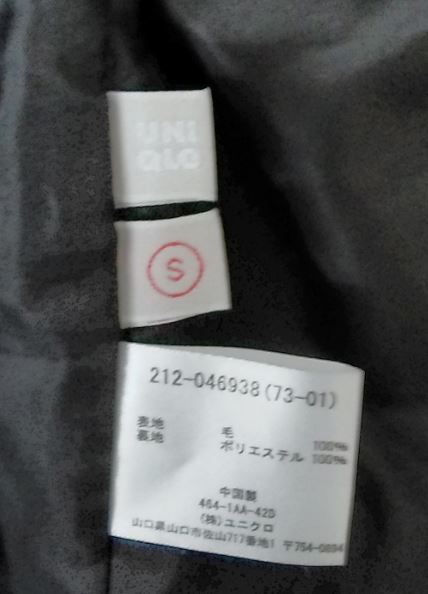 UNI
QLO
S
212-046938(73-01)
表地 毛 100%
裏地 ポリエステル 100%
中国製
464-1AA-42D
(株)ユニクロ
山口県山口市佐山717番地1 〒754-0894